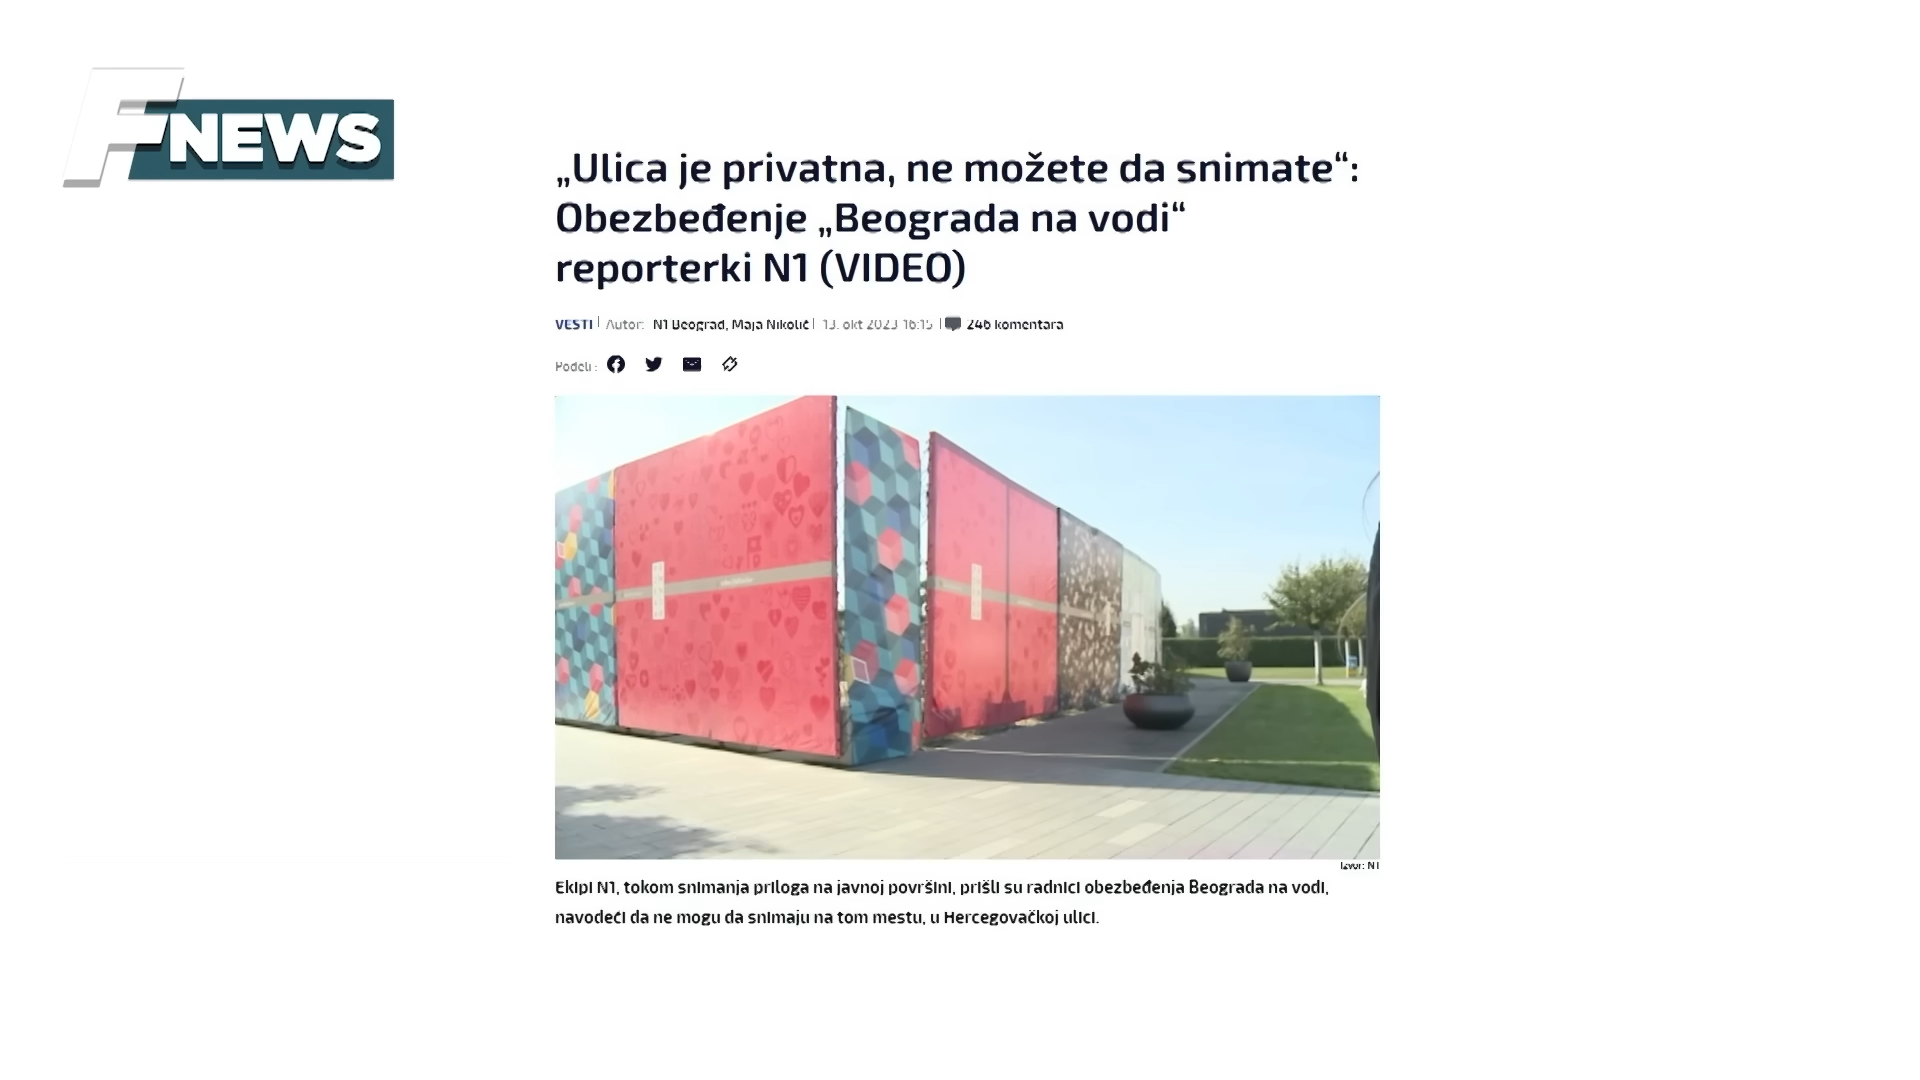 FNEWS
„Ulica je privatna, ne možete da snimate“:
Obezbeđenje „Beograda na vodi“
reporterki N1 (VIDEO)
VESTI | Autor: N1 Beograd, Maja Nikolić | 13. okt 2023 16:15 | 246 komentara
Podeli :
Izvor: N1
Ekipi N1, tokom snimanja priloga na javnoj površini, prišli su radnici obezbeđenja Beograda na vodi,
navodeći da ne mogu da snimaju na tom mestu, u Hercegovačkoj ulici.